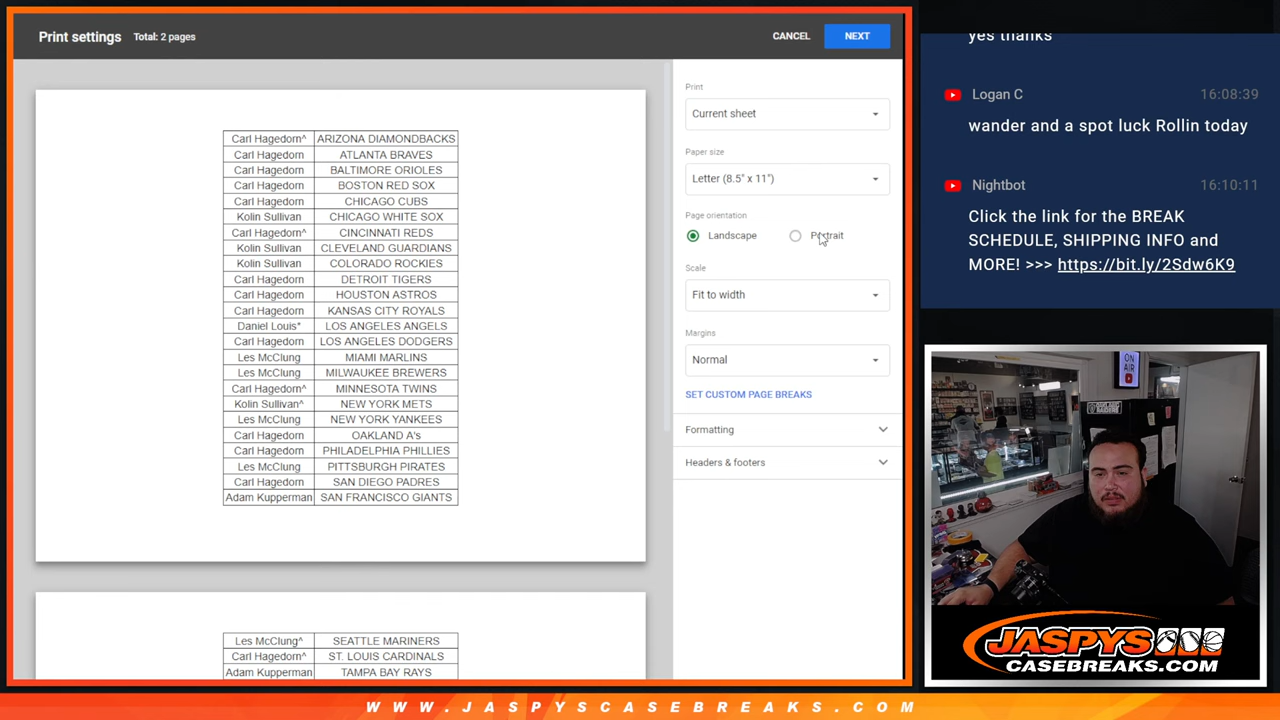 Print settings Total: 2 pages
CANCEL NEXT
Carl Hagedorn^ ARIZONA DIAMONDBACKS
Carl Hagedorn ATLANTA BRAVES
Carl Hagedorn BALTIMORE ORIOLES
Carl Hagedorn BOSTON RED SOX
Carl Hagedorn CHICAGO CUBS
Kolin Sullivan CHICAGO WHITE SOX
Carl Hagedorn^ CINCINNATI REDS
Kolin Sullivan CLEVELAND GUARDIANS
Kolin Sullivan COLORADO ROCKIES
Carl Hagedorn DETROIT TIGERS
Carl Hagedorn HOUSTON ASTROS
Carl Hagedorn KANSAS CITY ROYALS
Daniel Louis* LOS ANGELES ANGELS
Carl Hagedorn LOS ANGELES DODGERS
Les McClung MIAMI MARLINS
Les McClung MILWAUKEE BREWERS
Carl Hagedorn^ MINNESOTA TWINS
Kolin Sullivan^ NEW YORK METS
Les McClung NEW YORK YANKEES
Carl Hagedorn OAKLAND A's
Carl Hagedorn PHILADELPHIA PHILLIES
Les McClung PITTSBURGH PIRATES
Carl Hagedorn SAN DIEGO PADRES
Adam Kupperman SAN FRANCISCO GIANTS
Les McClung^ SEATTLE MARINERS
Carl Hagedorn^ ST. LOUIS CARDINALS
Adam Kupperman TAMPA BAY RAYS
Print
Current sheet
Paper size
Letter (8.5" x 11")
Page orientation
Landscape Portrait
Scale
Fit to width
Margins
Normal
SET CUSTOM PAGE BREAKS
Formatting
Headers & footers
yes thanks
Logan C 16:08:39
wander and a spot luck Rollin today
Nightbot 16:10:11
Click the link for the BREAK
SCHEDULE, SHIPPING INFO and
MORE! >>> https://bit.ly/2Sdw6K9
ON
AIR
JASPYS
CASEBREAKS.COM
WWW.JASPYSCASEBREAKS.COM